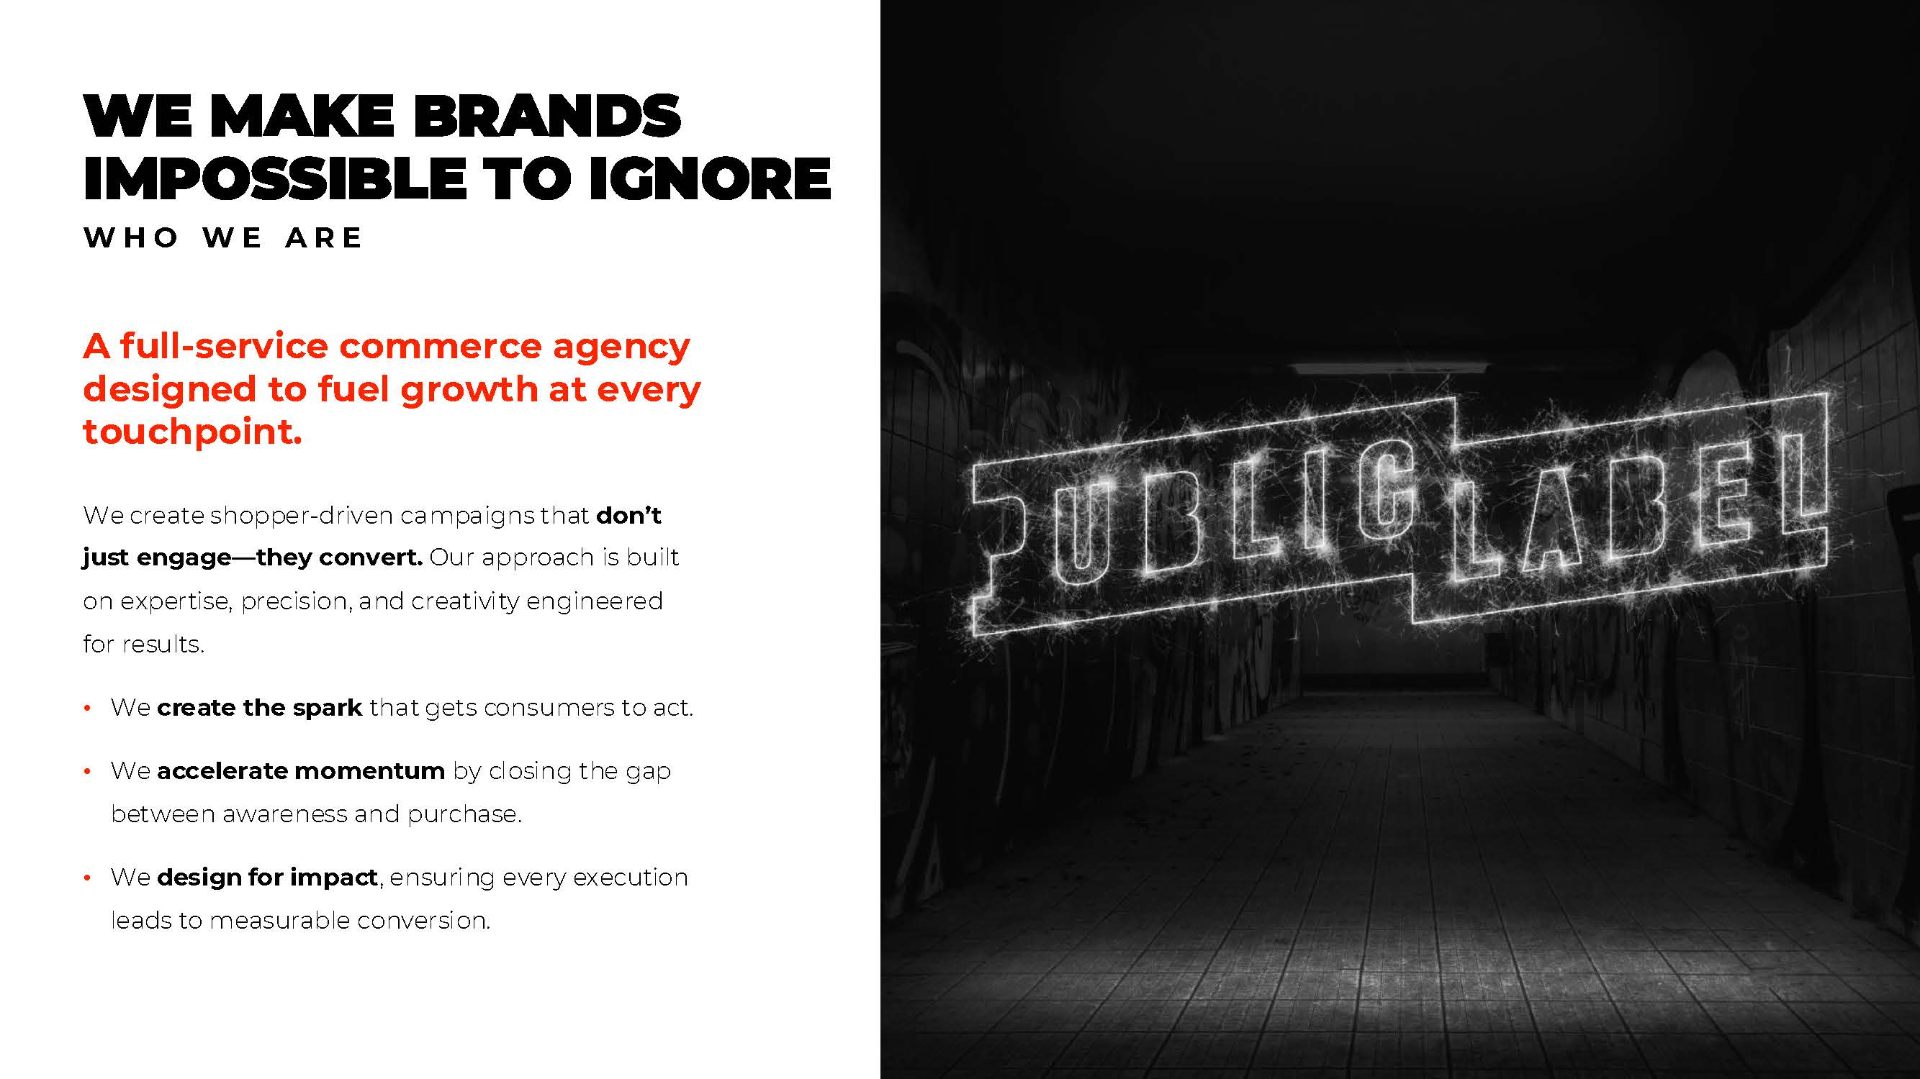 WE MAKE BRANDS
IMPOSSIBLE TO IGNORE
WHO WE ARE
A full-service commerce agency
designed to fuel growth at every
touchpoint.
We create shopper-driven campaigns that don’t
just engage—they convert. Our approach is built
on expertise, precision, and creativity engineered
for results.
• We create the spark that gets consumers to act.
• We accelerate momentum by closing the gap
between awareness and purchase.
• We design for impact, ensuring every execution
leads to measurable conversion.
PUBLIC LABEL